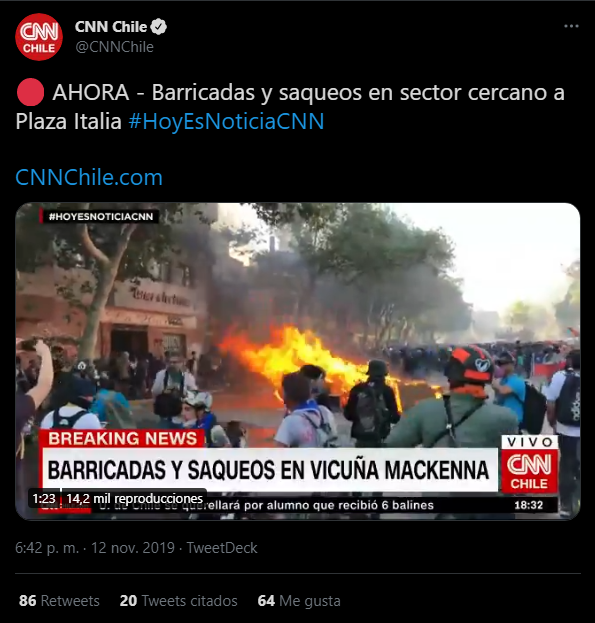 CNN Chile
@CNNChile
AHORA - Barricadas y saqueos en sector cercano a
Plaza Italia #HoyEsNoticiaCNN
CNNChile.com
#HOYESNOTICIACNN
BREAKING NEWS
BARRICADAS Y SAQUEOS EN VICUÑA MACKENNA
VIVO
CNN
CHILE
1:23 14,2 mil reproducciones
U. de Chile se querellará por alumno que recibió 6 balines
18:32
6:42 p. m. · 12 nov. 2019 · TweetDeck
86 Retweets 20 Tweets citados 64 Me gusta